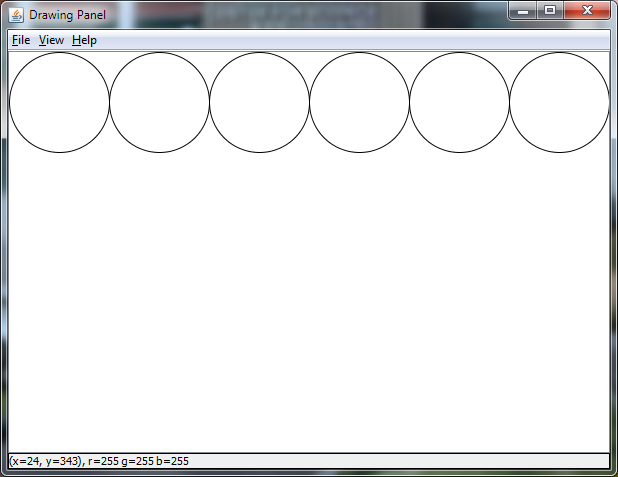 Drawing Panel
File View Help
(x=24, y=343), r=255 g=255 b=255